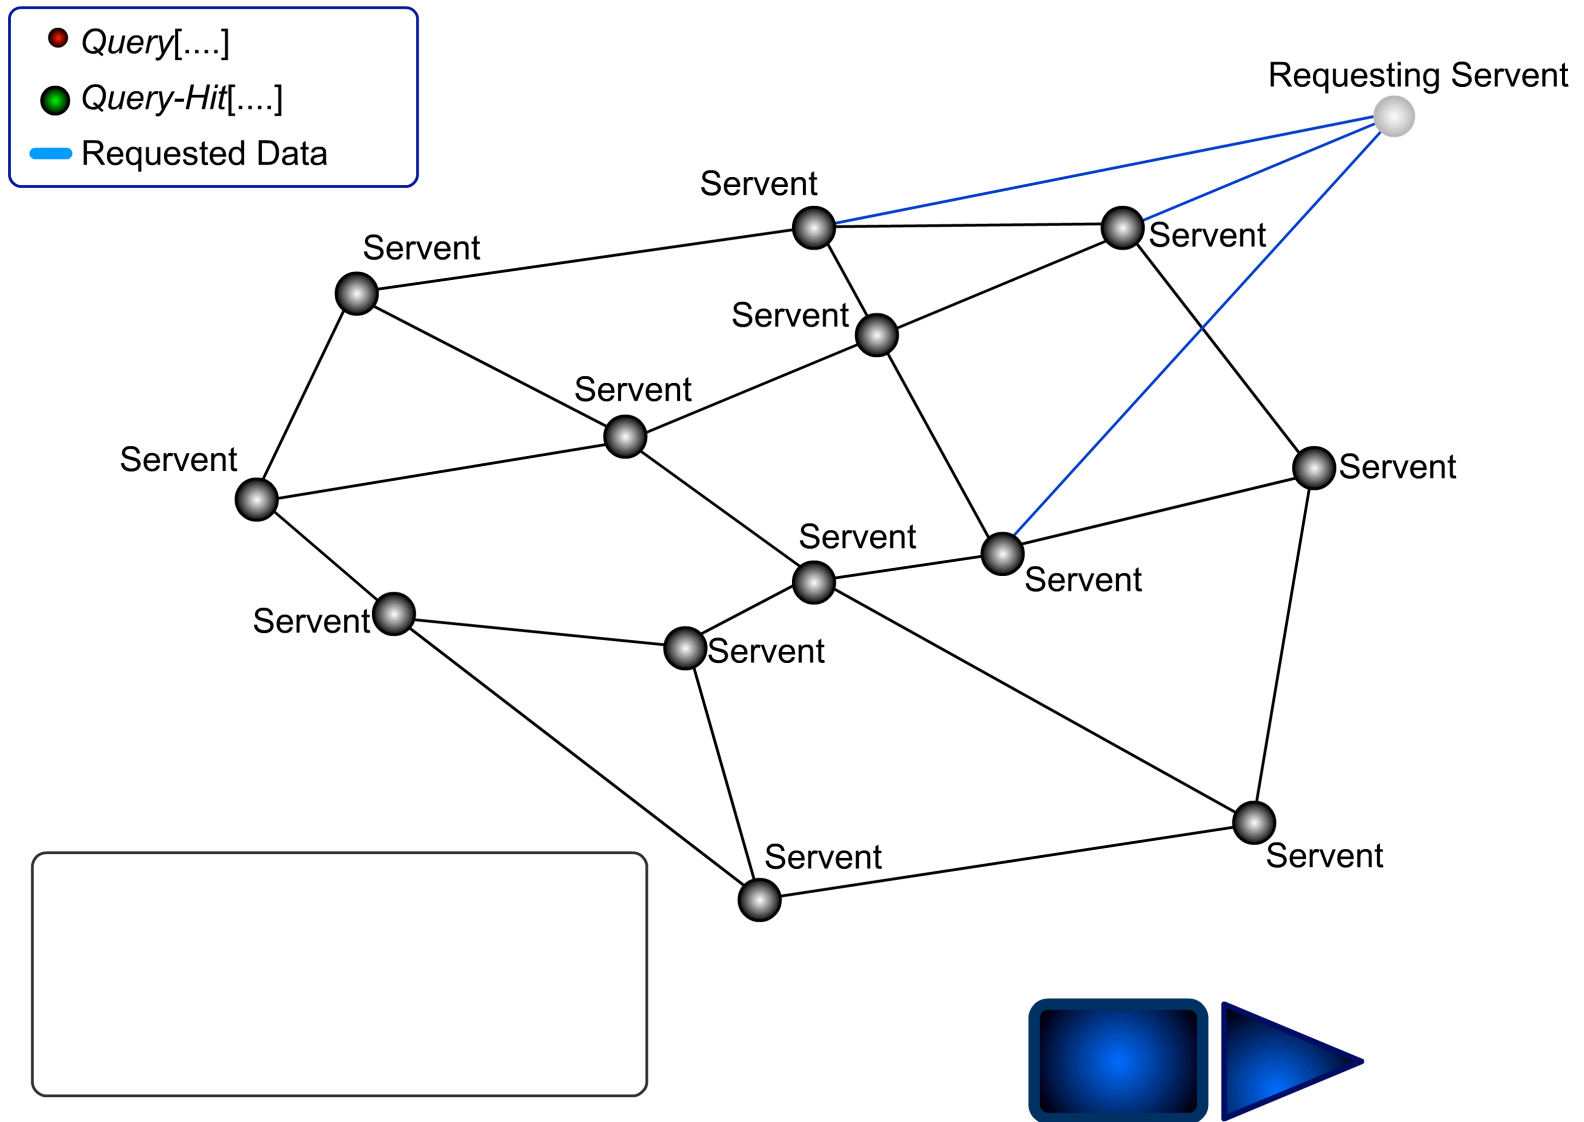 Query[....]
Query-Hit[....]
Requested Data
Requesting Servent
Servent
Servent
Servent
Servent
Servent
Servent
Servent
Servent
Servent
Servent
Servent
Servent
Servent